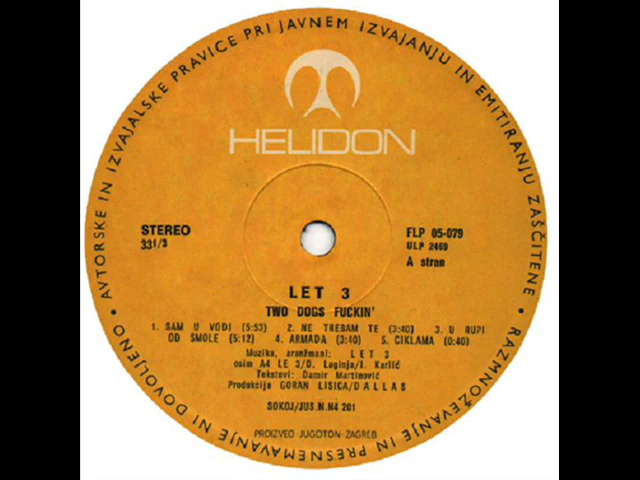 AVTORSKE IN IZVAJALSKE PRAVICE PRI JAVNEM IZVAJANJU IN EMITIRANJU ZAŠČITENE · RAZMNOŽEVANJE IN PRESNEMAVANJE NI DOVOLJENO ·
HELIDON
STEREO
33 1/3
FLP 05-079
ULP 2469
A stran
LET 3
TWO DOGS FUCKIN'
1. SAM U VODI (5:53) 2. NE TREBAM TE (3:40) 3. U RUPI
OD SMOLE (5:12) 4. ARMADA (3:40) 5. CIKLAMA (0:40)
Muzika, aranžmani: LET 3
osim A4 LE 3/D. Loginja/I. Karlić
Tekstovi: Damir Martinović
Produkcija GORAN LISICA/DALLAS
SOKOJ/JUS.N.N4 201
PROIZVEO-JUGOTON-ZAGREB